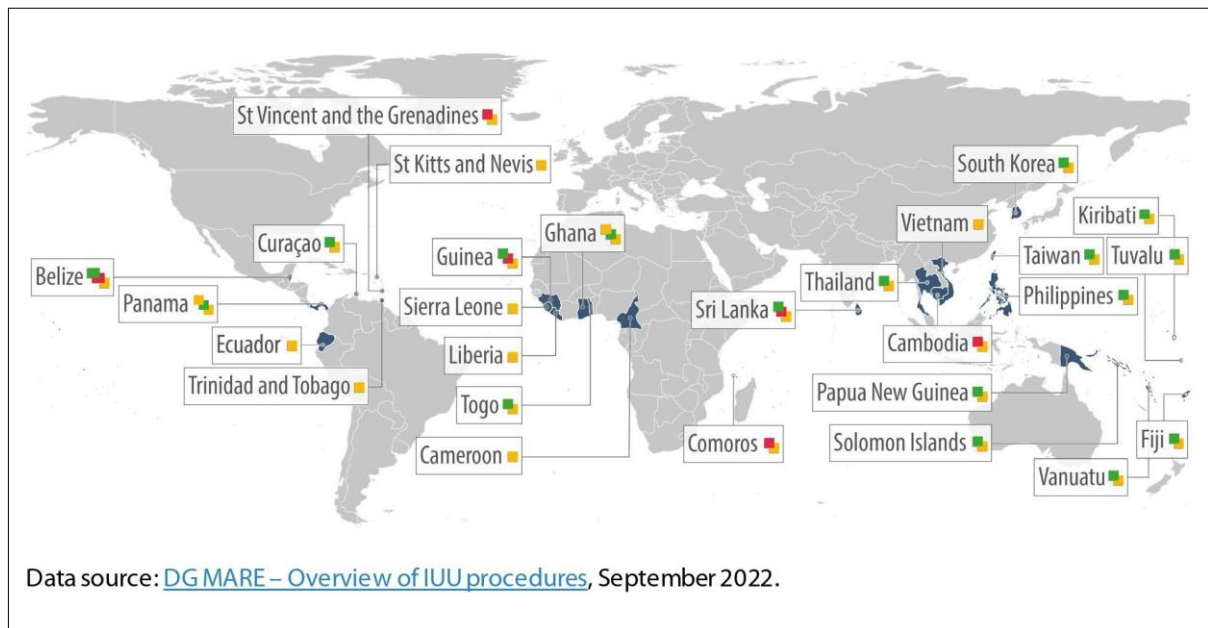 St Vincent and the Grenadines
St Kitts and Nevis
South Korea
Ghana
Vietnam
Kiribati
Curaçao
Guinea
Taiwan
Tuvalu
Belize
Thailand
Panama
Sierra Leone
Sri Lanka
Philippines
Ecuador
Cambodia
Liberia
Trinidad and Tobago
Papua New Guinea
Togo
Comoros
Solomon Islands
Fiji
Cameroon
Vanuatu
Data source: DG MARE – Overview of IUU procedures, September 2022.